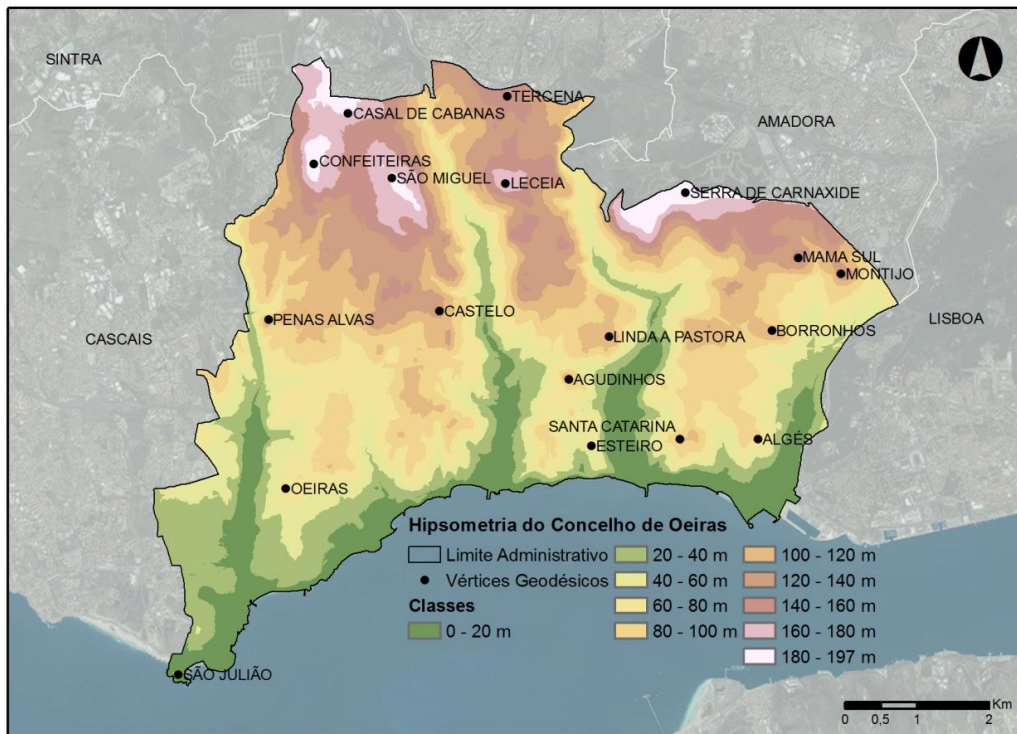 SINTRA
TERCENA
CASAL DE CABANAS
AMADORA
CONFEITEIRAS
SÃO MIGUEL
LECEIA
SERRA DE CARNAXIDE
MAMA SUL
MONTIJO
CASTELO
PENAS ALVAS
LISBOA
BORRONHOS
LINDA A PASTORA
CASCAIS
AGUDINHOS
SANTA CATARINA
ESTEIRO
ALGÉS
OEIRAS
Hipsometria do Concelho de Oeiras
Limite Administrativo
Vértices Geodésicos
Classes
0 - 20 m
20 - 40 m
40 - 60 m
60 - 80 m
80 - 100 m
100 - 120 m
120 - 140 m
140 - 160 m
160 - 180 m
180 - 197 m
SÃO JULIÃO
Km
0 0,5 1 2